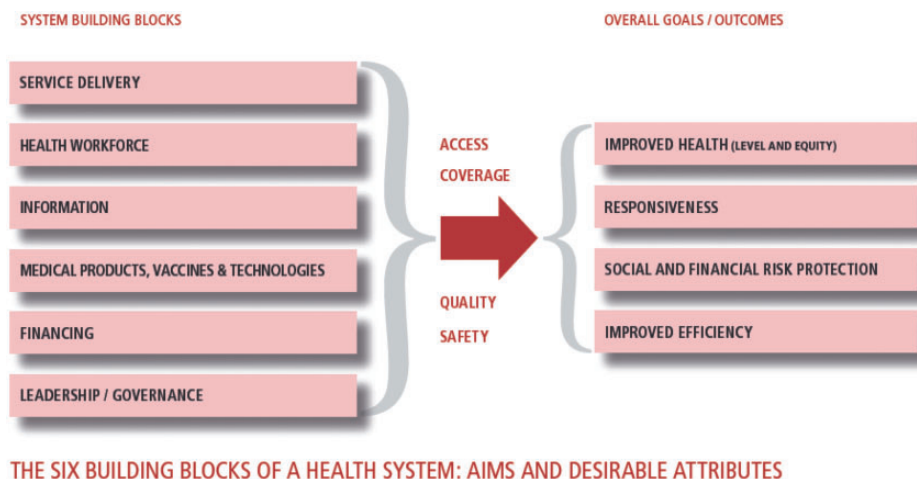 SYSTEM BUILDING BLOCKS
OVERALL GOALS / OUTCOMES
SERVICE DELIVERY
HEALTH WORKFORCE
INFORMATION
MEDICAL PRODUCTS, VACCINES & TECHNOLOGIES
FINANCING
LEADERSHIP / GOVERNANCE
ACCESS
COVERAGE
QUALITY
SAFETY
IMPROVED HEALTH (LEVEL AND EQUITY)
RESPONSIVENESS
SOCIAL AND FINANCIAL RISK PROTECTION
IMPROVED EFFICIENCY
THE SIX BUILDING BLOCKS OF A HEALTH SYSTEM: AIMS AND DESIRABLE ATTRIBUTES